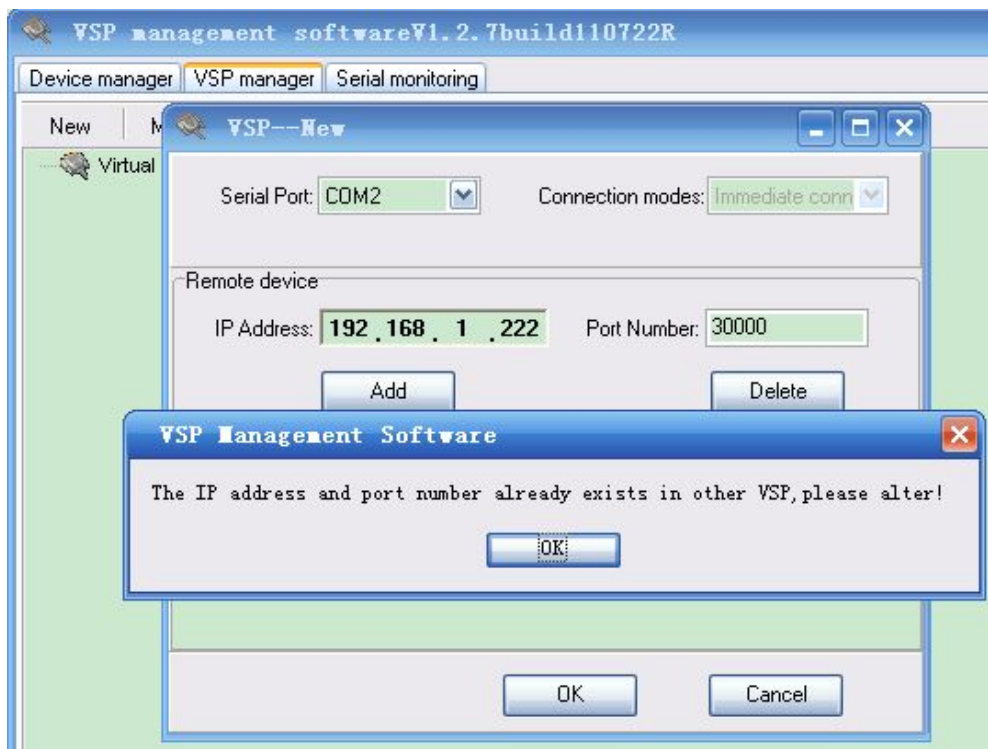 VSP management softwareV1.2.7build110722R
Device manager VSP manager Serial monitoring
New
VSP--New
Virtual
Serial Port: COM2 Connection modes: Immediate conn
Remote device
IP Address: 192 . 168 . 1 . 222 Port Number: 30000
Add Delete
VSP Management Software
The IP address and port number already exists in other VSP,please alter!
OK
OK Cancel